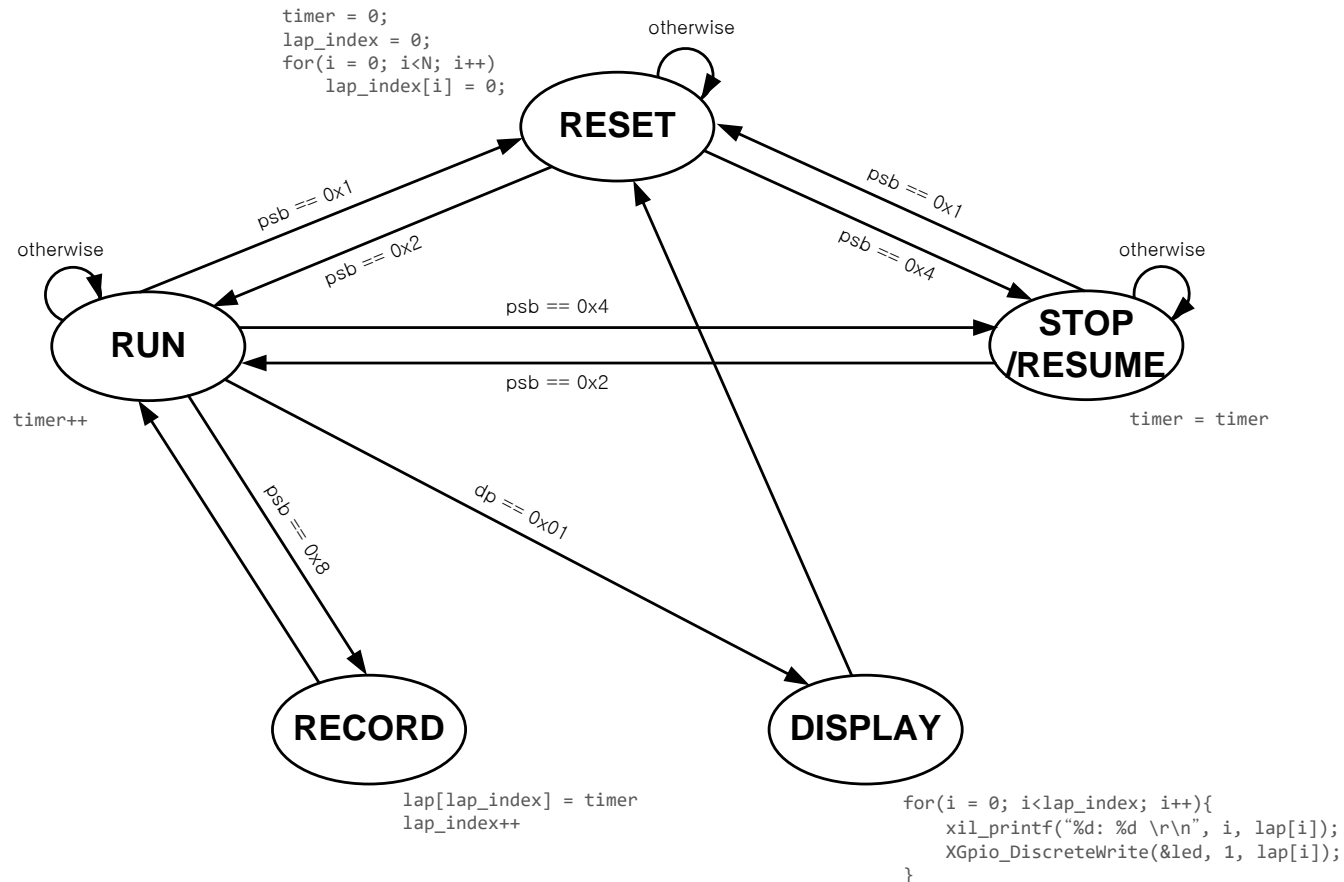 timer = 0;
lap_index = 0;
for(i = 0; i<N; i++)
    lap_index[i] = 0;
otherwise
RESET
psb == 0x1
psb == 0x2
psb == 0x1
psb == 0x4
otherwise
otherwise
RUN
psb == 0x4
psb == 0x2
STOP
/RESUME
timer++
timer = timer
psb == 0x8
dp == 0x01
RECORD
DISPLAY
lap[lap_index] = timer
lap_index++
for(i = 0; i<lap_index; i++){
    xil_printf(“%d: %d \r\n”, i, lap[i]);
    XGpio_DiscreteWrite(&led, 1, lap[i]);
}